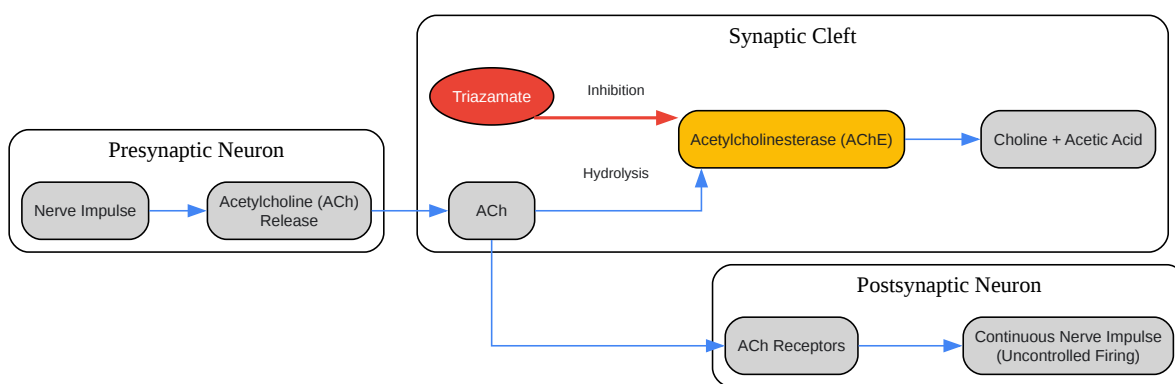 Synaptic Cleft
Triazamate
Inhibition
Acetylcholinesterase (AChE)
Choline + Acetic Acid
Presynaptic Neuron
Nerve Impulse
Acetylcholine (ACh)
Release
Hydrolysis
ACh
Postsynaptic Neuron
ACh Receptors
Continuous Nerve Impulse
(Uncontrolled Firing)